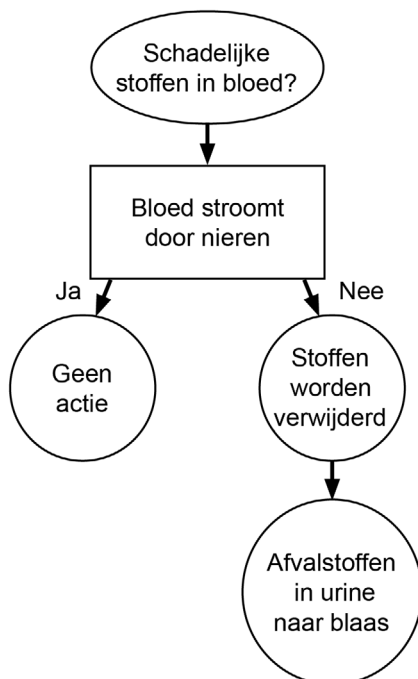 Schadelijke
stoffen in bloed?
Bloed stroomt
door nieren
Ja
Nee
Geen
actie
Stoffen
worden
verwijderd
Afvalstoffen
in urine
naar blaas